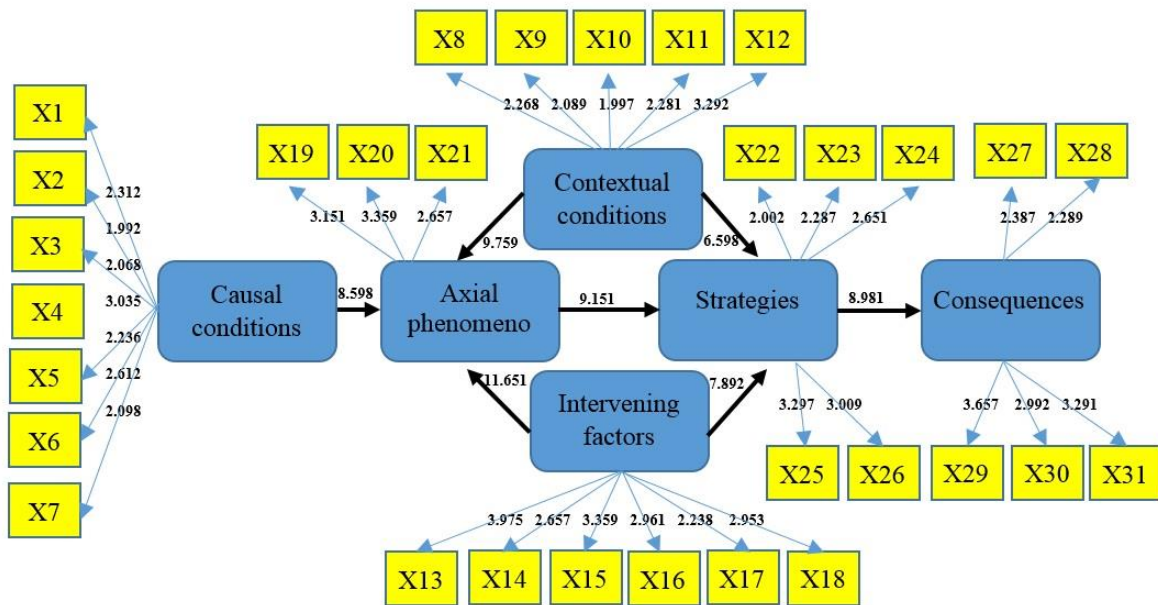 X8 X9 X10 X11 X12
2.268 2.089 1.997 2.281 3.292
X1
X2
X3
X4
X5
X6
X7
2.312
1.992
2.068
3.035
2.236
2.612
2.098
Causal
conditions
8.598
X19 X20 X21
3.151 3.359 2.657
Axial
phenomeno
Contextual
conditions
9.759
6.598
9.151
X22 X23 X24
2.002 2.287 2.651
Strategies
8.981
X27 X28
2.387 2.289
Consequences
11.651
7.892
Intervening
factors
3.297 3.009
X25 X26
3.657 2.992 3.291
X29 X30 X31
3.975 2.657 3.359 2.961 2.238 2.953
X13 X14 X15 X16 X17 X18